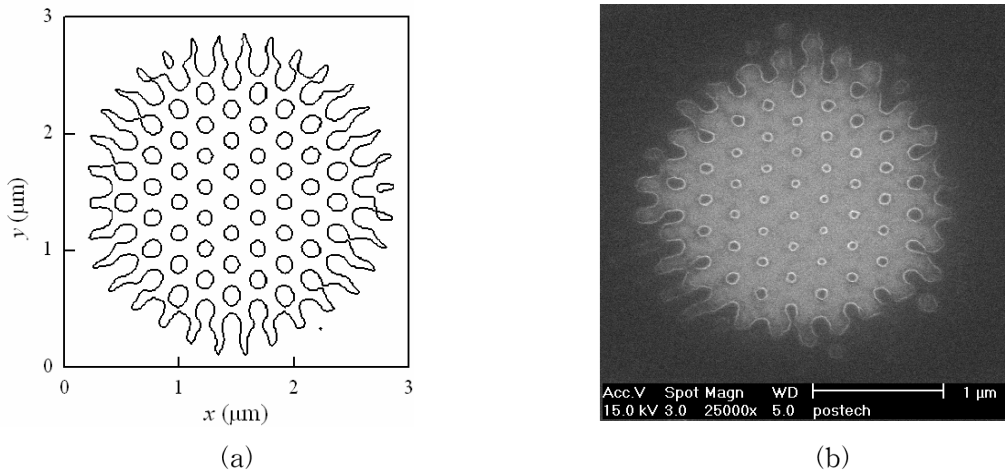 3
2
1
0
y (μm)
0 1 2 3
x (μm)
(a)
Acc.V Spot Magn WD 1 μm
15.0 kV 3.0 25000x 5.0 postech
(b)